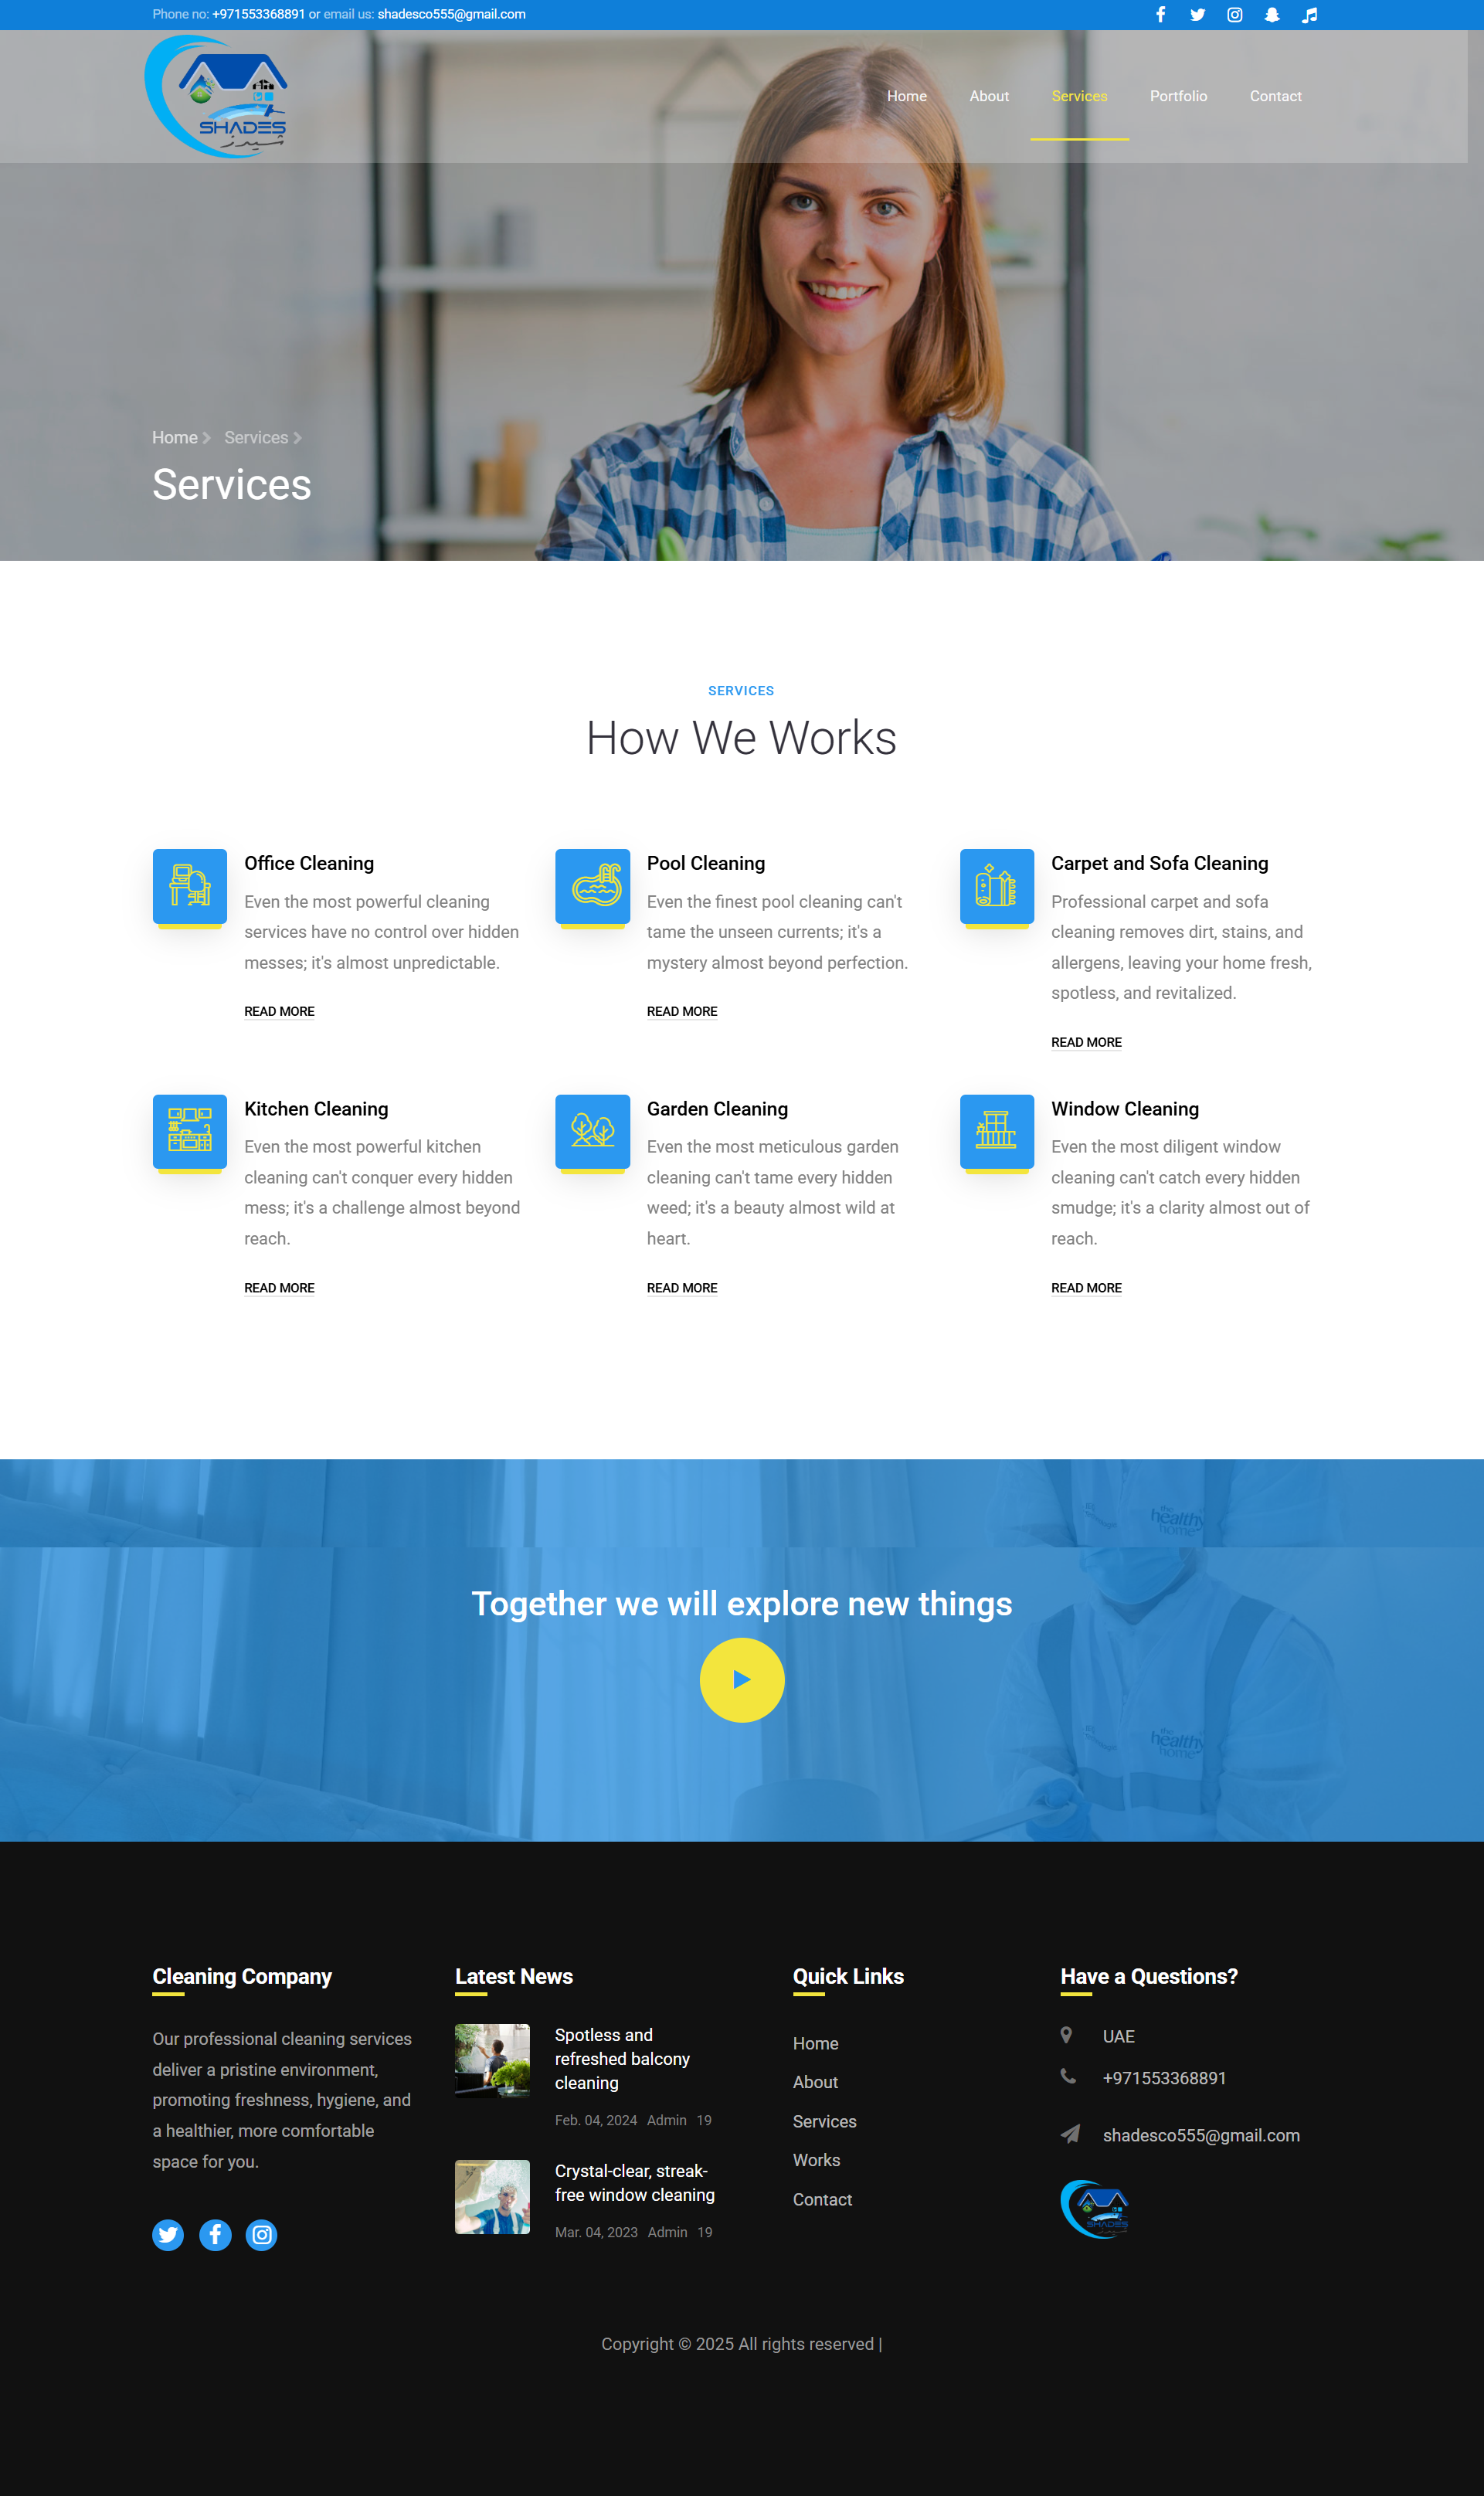 Phone no: +971553368891 or email us: shadesco555@gmail.com
SHADES
شيدز
Home About Services Portfolio Contact
Home Services
Services
SERVICES
How We Works
Office Cleaning
Even the most powerful cleaning
services have no control over hidden
messes; it's almost unpredictable.
READ MORE
Pool Cleaning
Even the finest pool cleaning can't
tame the unseen currents; it's a
mystery almost beyond perfection.
READ MORE
Carpet and Sofa Cleaning
Professional carpet and sofa
cleaning removes dirt, stains, and
allergens, leaving your home fresh,
spotless, and revitalized.
READ MORE
Kitchen Cleaning
Even the most powerful kitchen
cleaning can't conquer every hidden
mess; it's a challenge almost beyond
reach.
READ MORE
Garden Cleaning
Even the most meticulous garden
cleaning can't tame every hidden
weed; it's a beauty almost wild at
heart.
READ MORE
Window Cleaning
Even the most diligent window
cleaning can't catch every hidden
smudge; it's a clarity almost out of
reach.
READ MORE
the
healthy
home
Together we will explore new things
the
healthy
home
Cleaning Company
Our professional cleaning services
deliver a pristine environment,
promoting freshness, hygiene, and
a healthier, more comfortable
space for you.
Latest News
Spotless and
refreshed balcony
cleaning
Feb. 04, 2024 Admin 19
Crystal-clear, streak-
free window cleaning
Mar. 04, 2023 Admin 19
Quick Links
Home
About
Services
Works
Contact
Have a Questions?
UAE
+971553368891
shadesco555@gmail.com
SHADES
Copyright © 2025 All rights reserved |